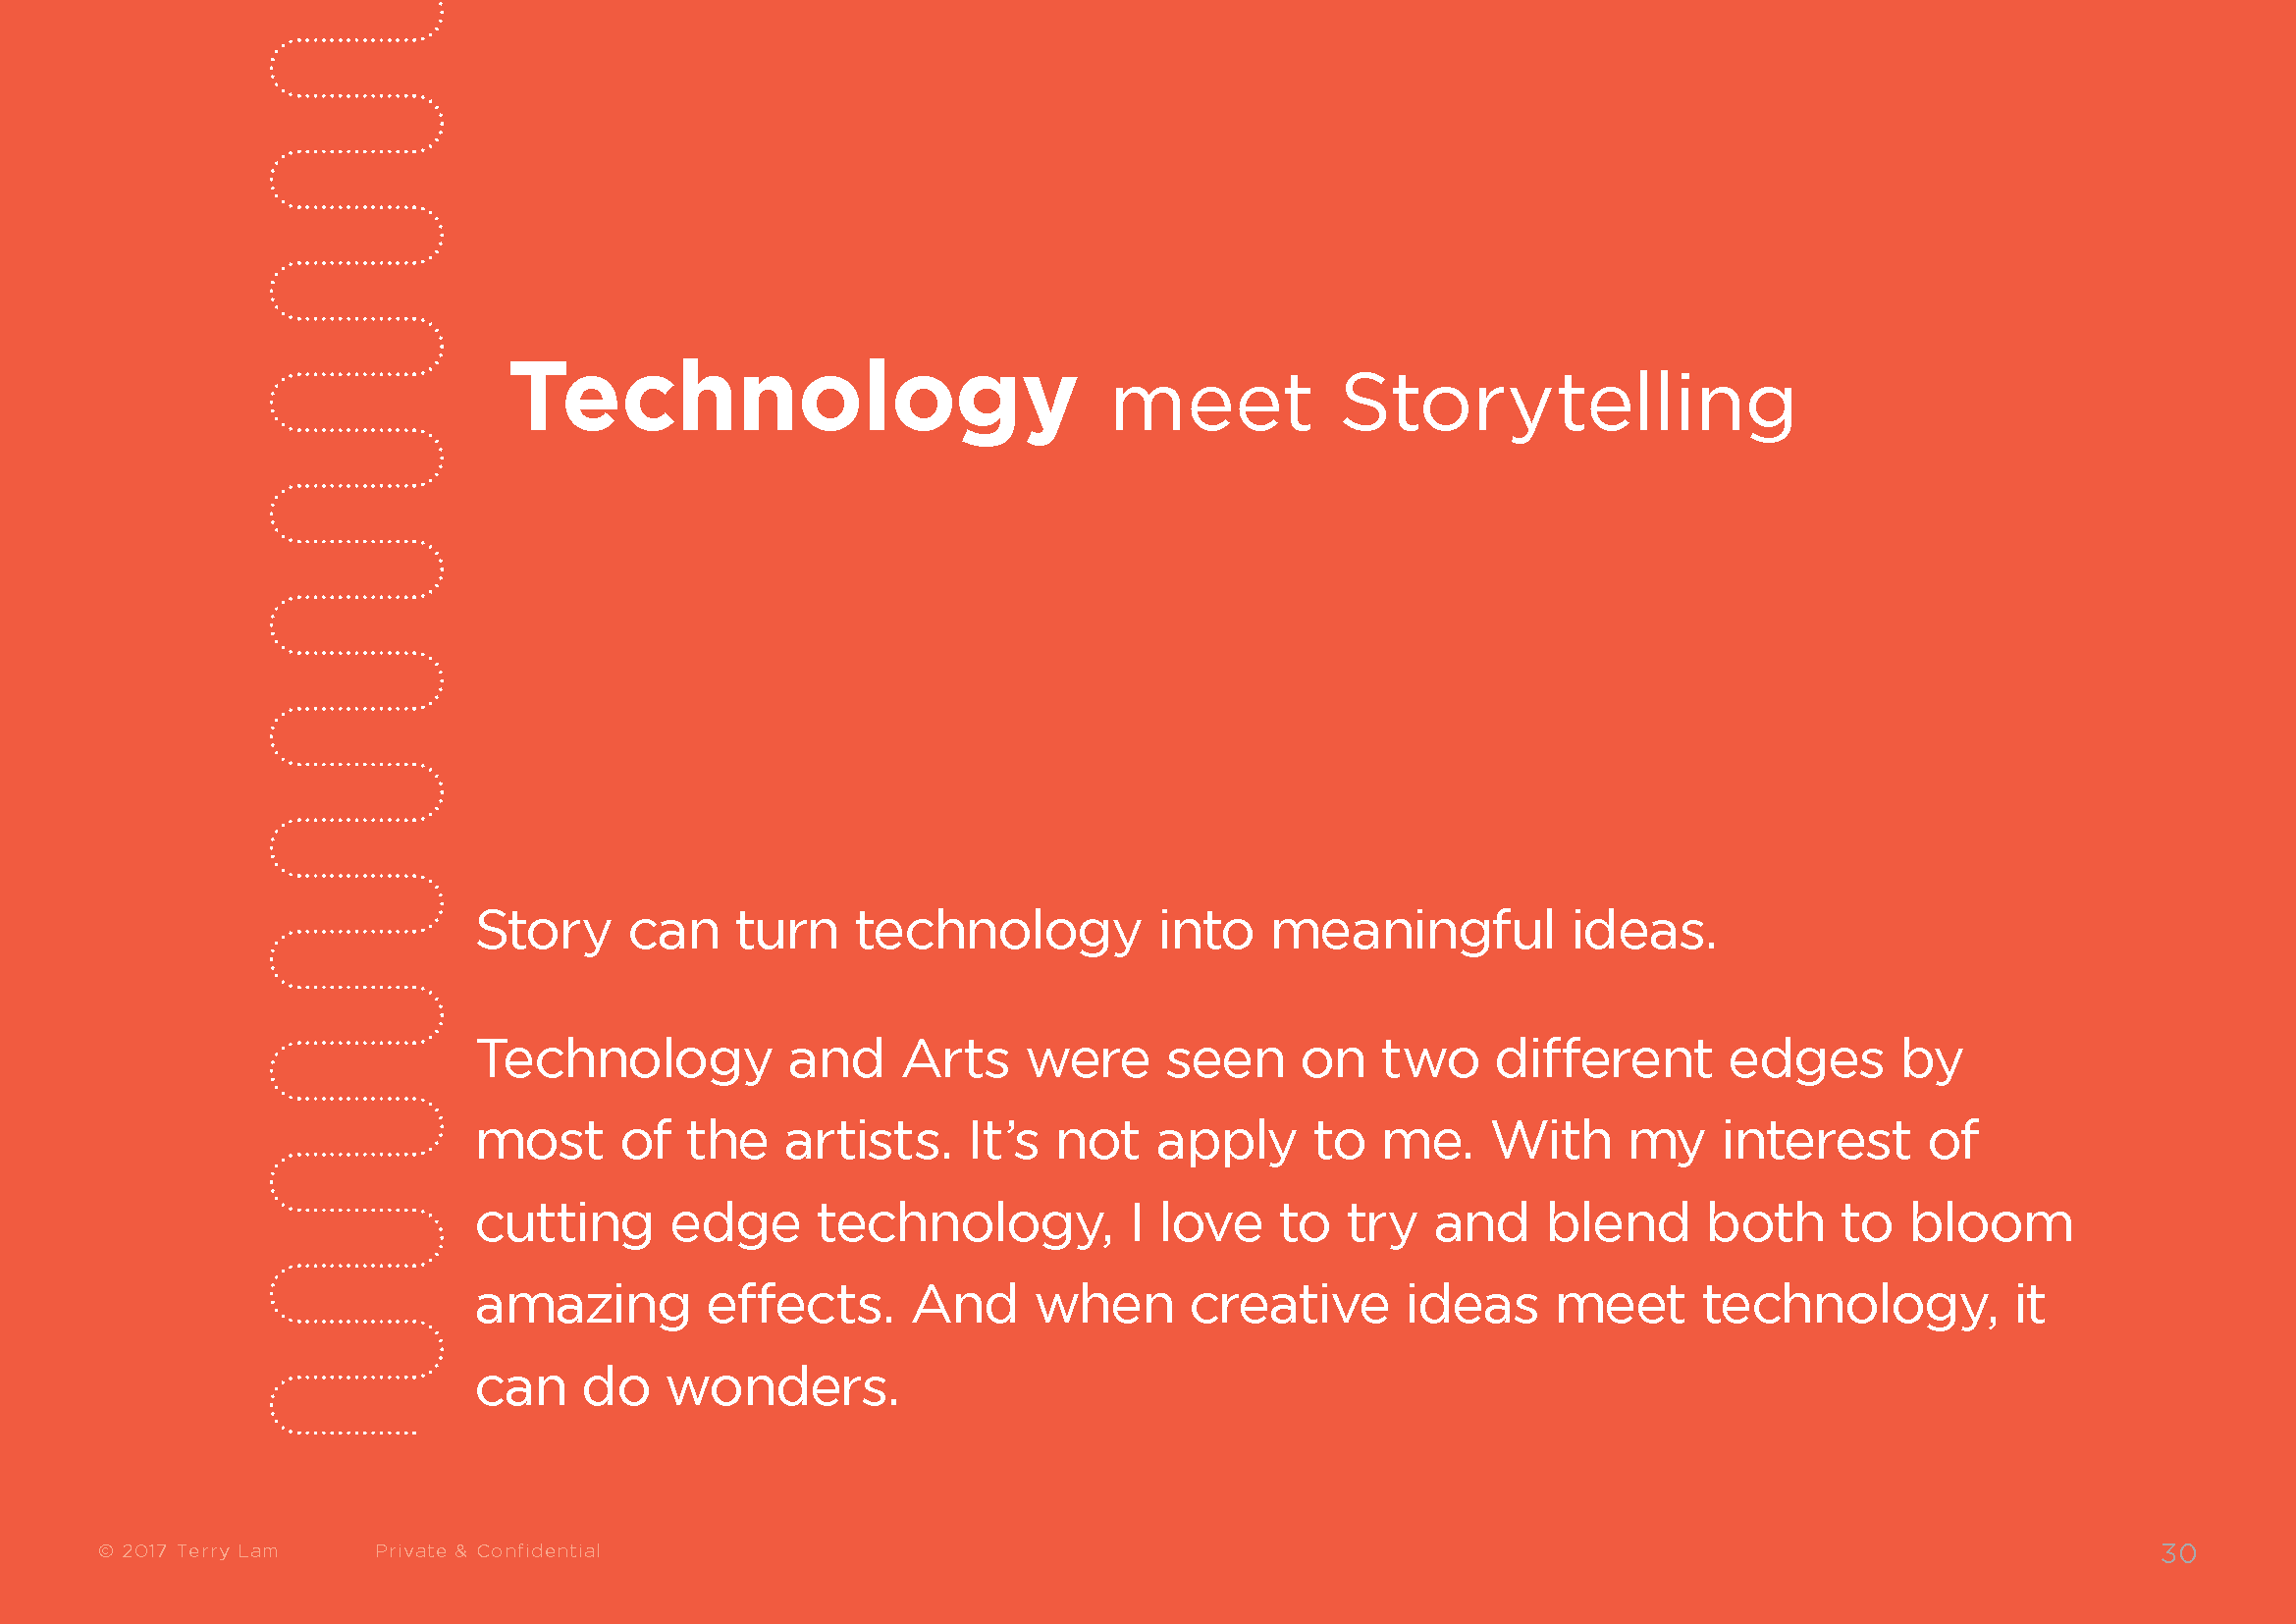 Technology meet Storytelling
Story can turn technology into meaningful ideas.
Technology and Arts were seen on two different edges by
most of the artists. It’s not apply to me. With my interest of
cutting edge technology, I love to try and blend both to bloom
amazing effects. And when creative ideas meet technology, it
can do wonders.
© 2017 Terry Lam Private & Confidential 30